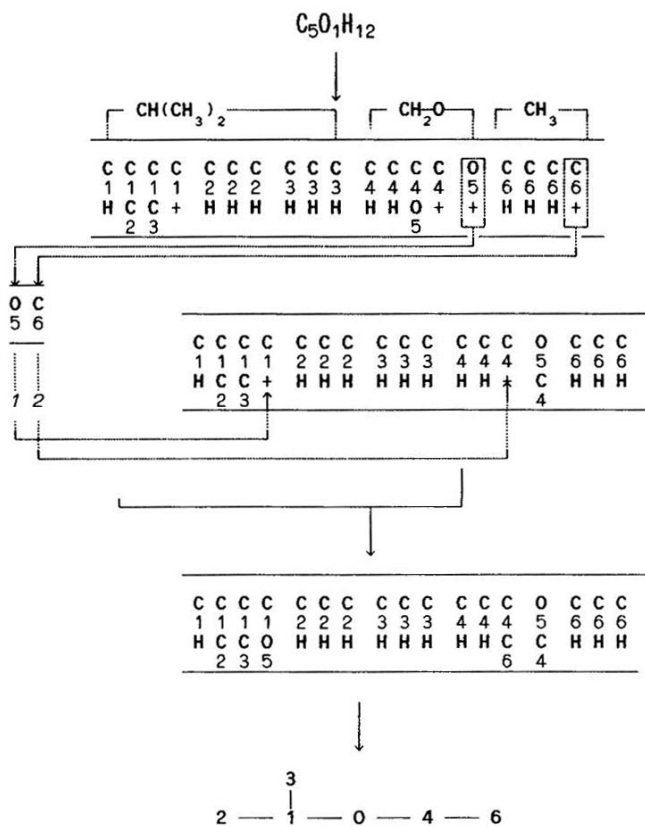 C₅O₁H₁₂
CH(CH₃)₂ CH₂O CH₃
C C C C C C C C C C C C C C O C C C C
1 1 1 1 2 2 2 3 3 3 4 4 4 4 5 6 6 6 6
H C C + H H H H H H H H O + + H H H +
2 3 5
O C
5 6
C C C C C C C C C C C C C O C C C
1 1 1 1 2 2 2 3 3 3 4 4 4 5 6 6 6
H C C + H H H H H H H H + C H H H
2 3 4
1 2
C C C C C C C C C C C C C O C C C
1 1 1 1 2 2 2 3 3 3 4 4 4 5 6 6 6
H C C O H H H H H H H H C C H H H
2 3 5 6 4
3
2 — 1 — O — 4 — 6